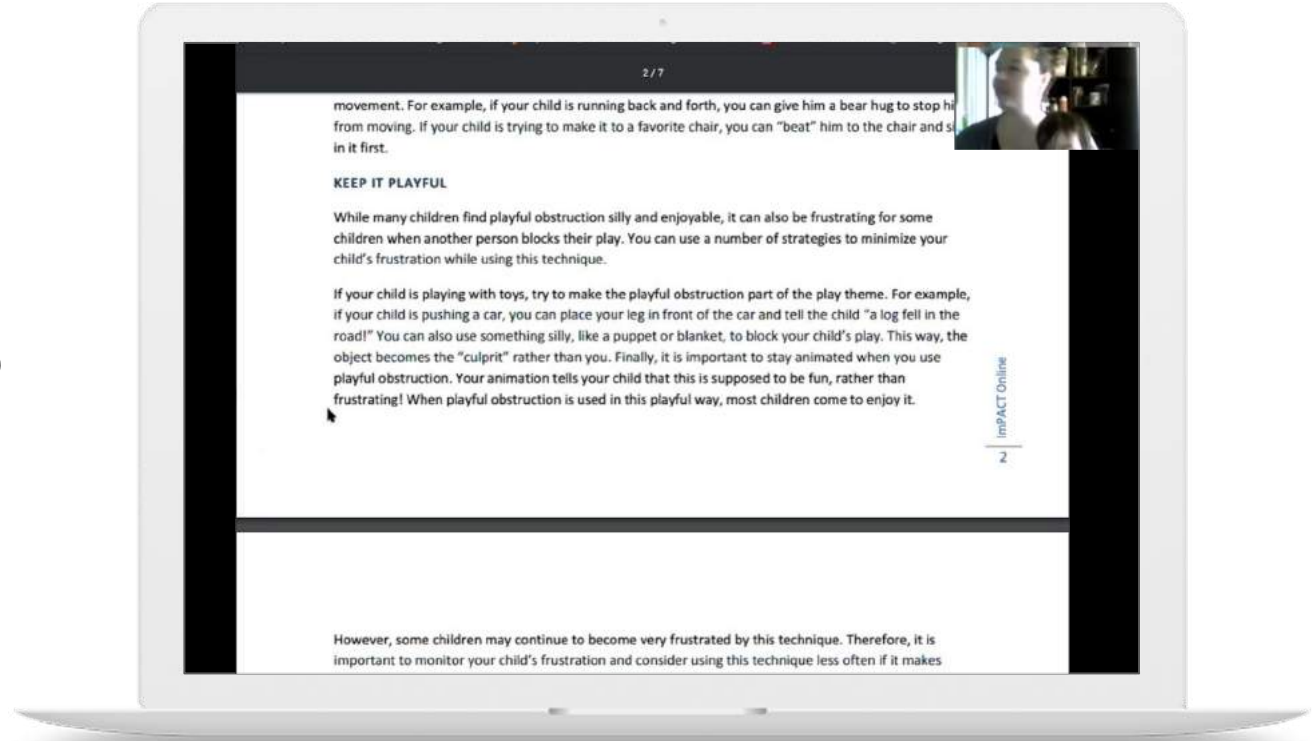 2/7
movement. For example, if your child is running back and forth, you can give him a bear hug to stop
from moving. If your child is trying to make it to a favorite chair, you can "beat" him to the chair and
in it first.
KEEP IT PLAYFUL
While many children find playful obstruction silly and enjoyable, it can also be frustrating for some
children when another person blocks their play. You can use a number of strategies to minimize your
child's frustration while using this technique.
If your child is playing with toys, try to make the playful obstruction part of the play theme. For example,
if your child is pushing a car, you can place your leg in front of the car and tell the child "a log fell in the
road!" You can also use something silly, like a puppet or blanket, to block your child's play. This way, the
object becomes the "culprit" rather than you. Finally, it is important to stay animated when you use
playful obstruction. Your animation tells your child that this is supposed to be fun, rather than
frustrating! When playful obstruction is used in this playful way, most children come to enjoy it.
ImPACT Online
2
However, some children may continue to become very frustrated by this technique. Therefore, it is
important to monitor your child's frustration and consider using this technique less often if it makes